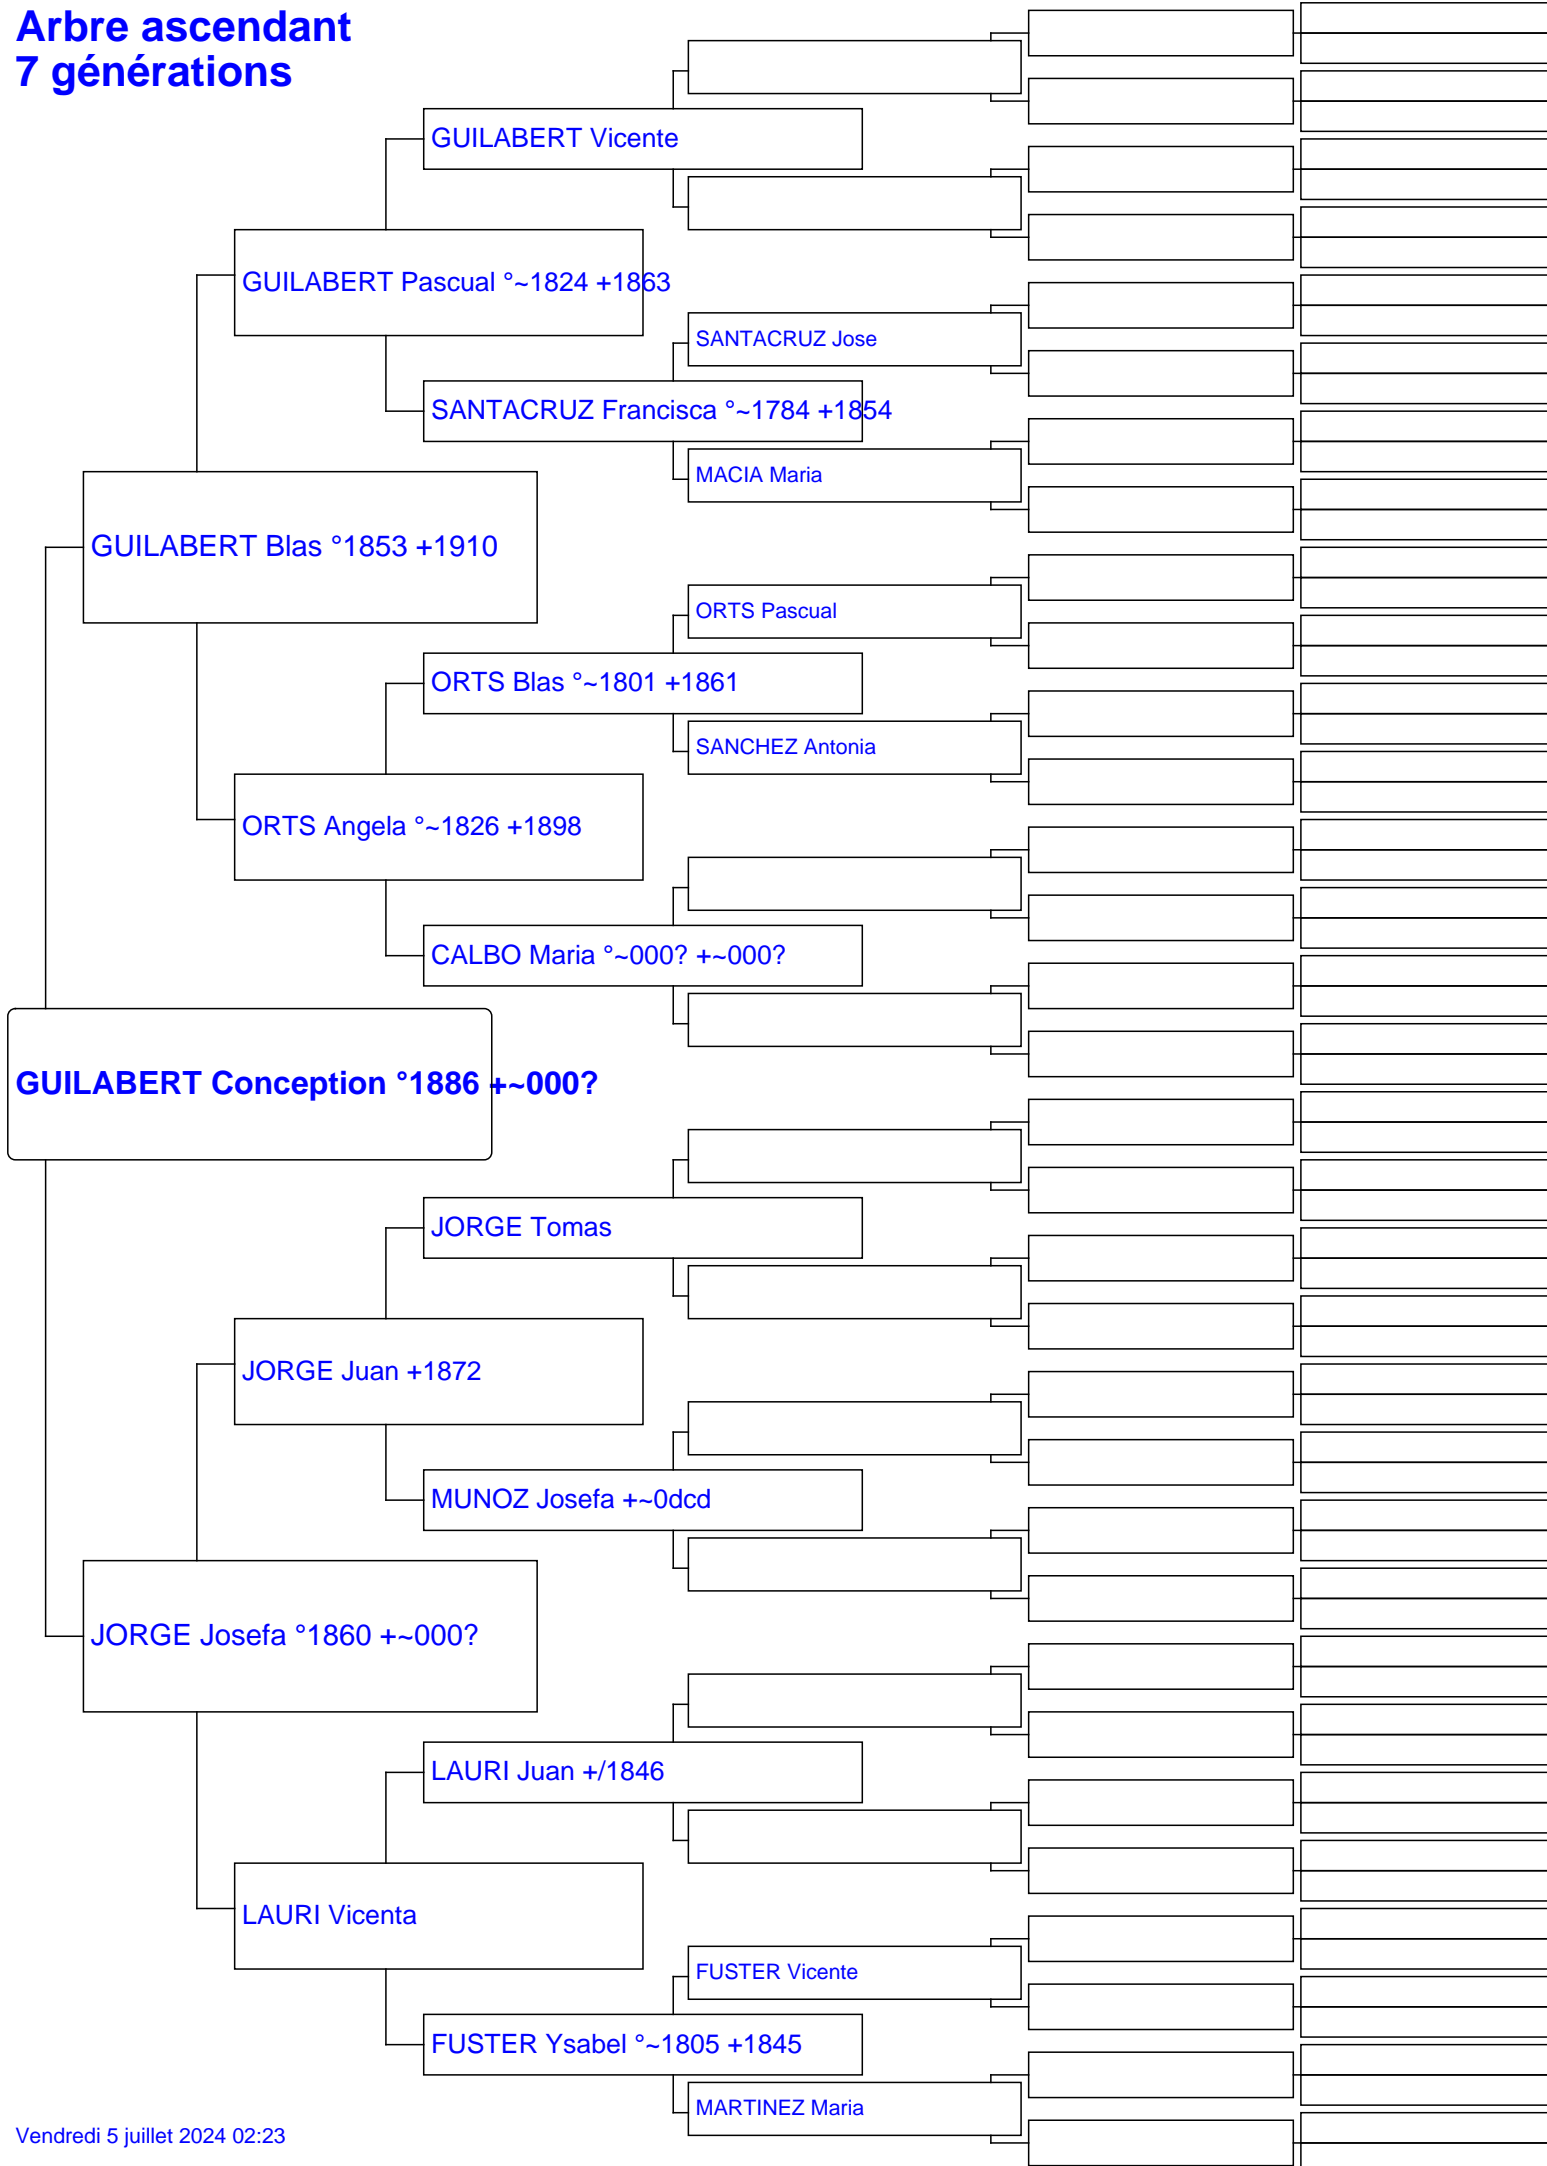 Arbre ascendant
7 générations
GUILABERT Vicente
GUILABERT Pascual °~1824 +1863
SANTACRUZ Jose
SANTACRUZ Francisca °~1784 +1854
MACIA Maria
GUILABERT Blas °1853 +1910
ORTS Pascual
ORTS Blas °~1801 +1861
SANCHEZ Antonia
ORTS Angela °~1826 +1898
CALBO Maria °~000? +~000?
GUILABERT Conception °1886 +~000?
JORGE Tomas
JORGE Juan +1872
MUNOZ Josefa +~0dcd
JORGE Josefa °1860 +~000?
LAURI Juan +/1846
LAURI Vicenta
FUSTER Vicente
FUSTER Ysabel °~1805 +1845
MARTINEZ Maria
Vendredi 5 juillet 2024 02:23